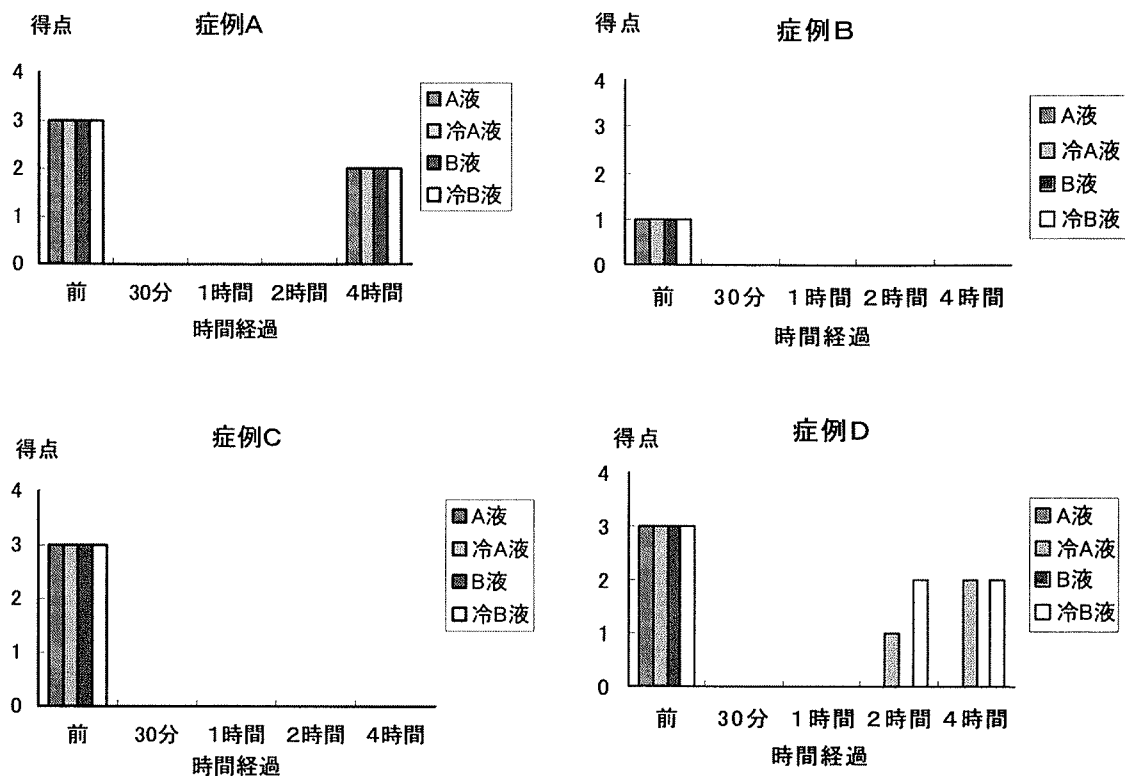 得点
症例A
4
3
2
1
0
前 30分 1時間 2時間 4時間
時間経過
A液
冷A液
B液
冷B液
得点
症例B
4
3
2
1
0
前 30分 1時間 2時間 4時間
時間経過
A液
冷A液
B液
冷B液
得点
症例C
4
3
2
1
0
前 30分 1時間 2時間 4時間
時間経過
A液
冷A液
B液
冷B液
得点
症例D
4
3
2
1
0
前 30分 1時間 2時間 4時間
時間経過
A液
冷A液
B液
冷B液